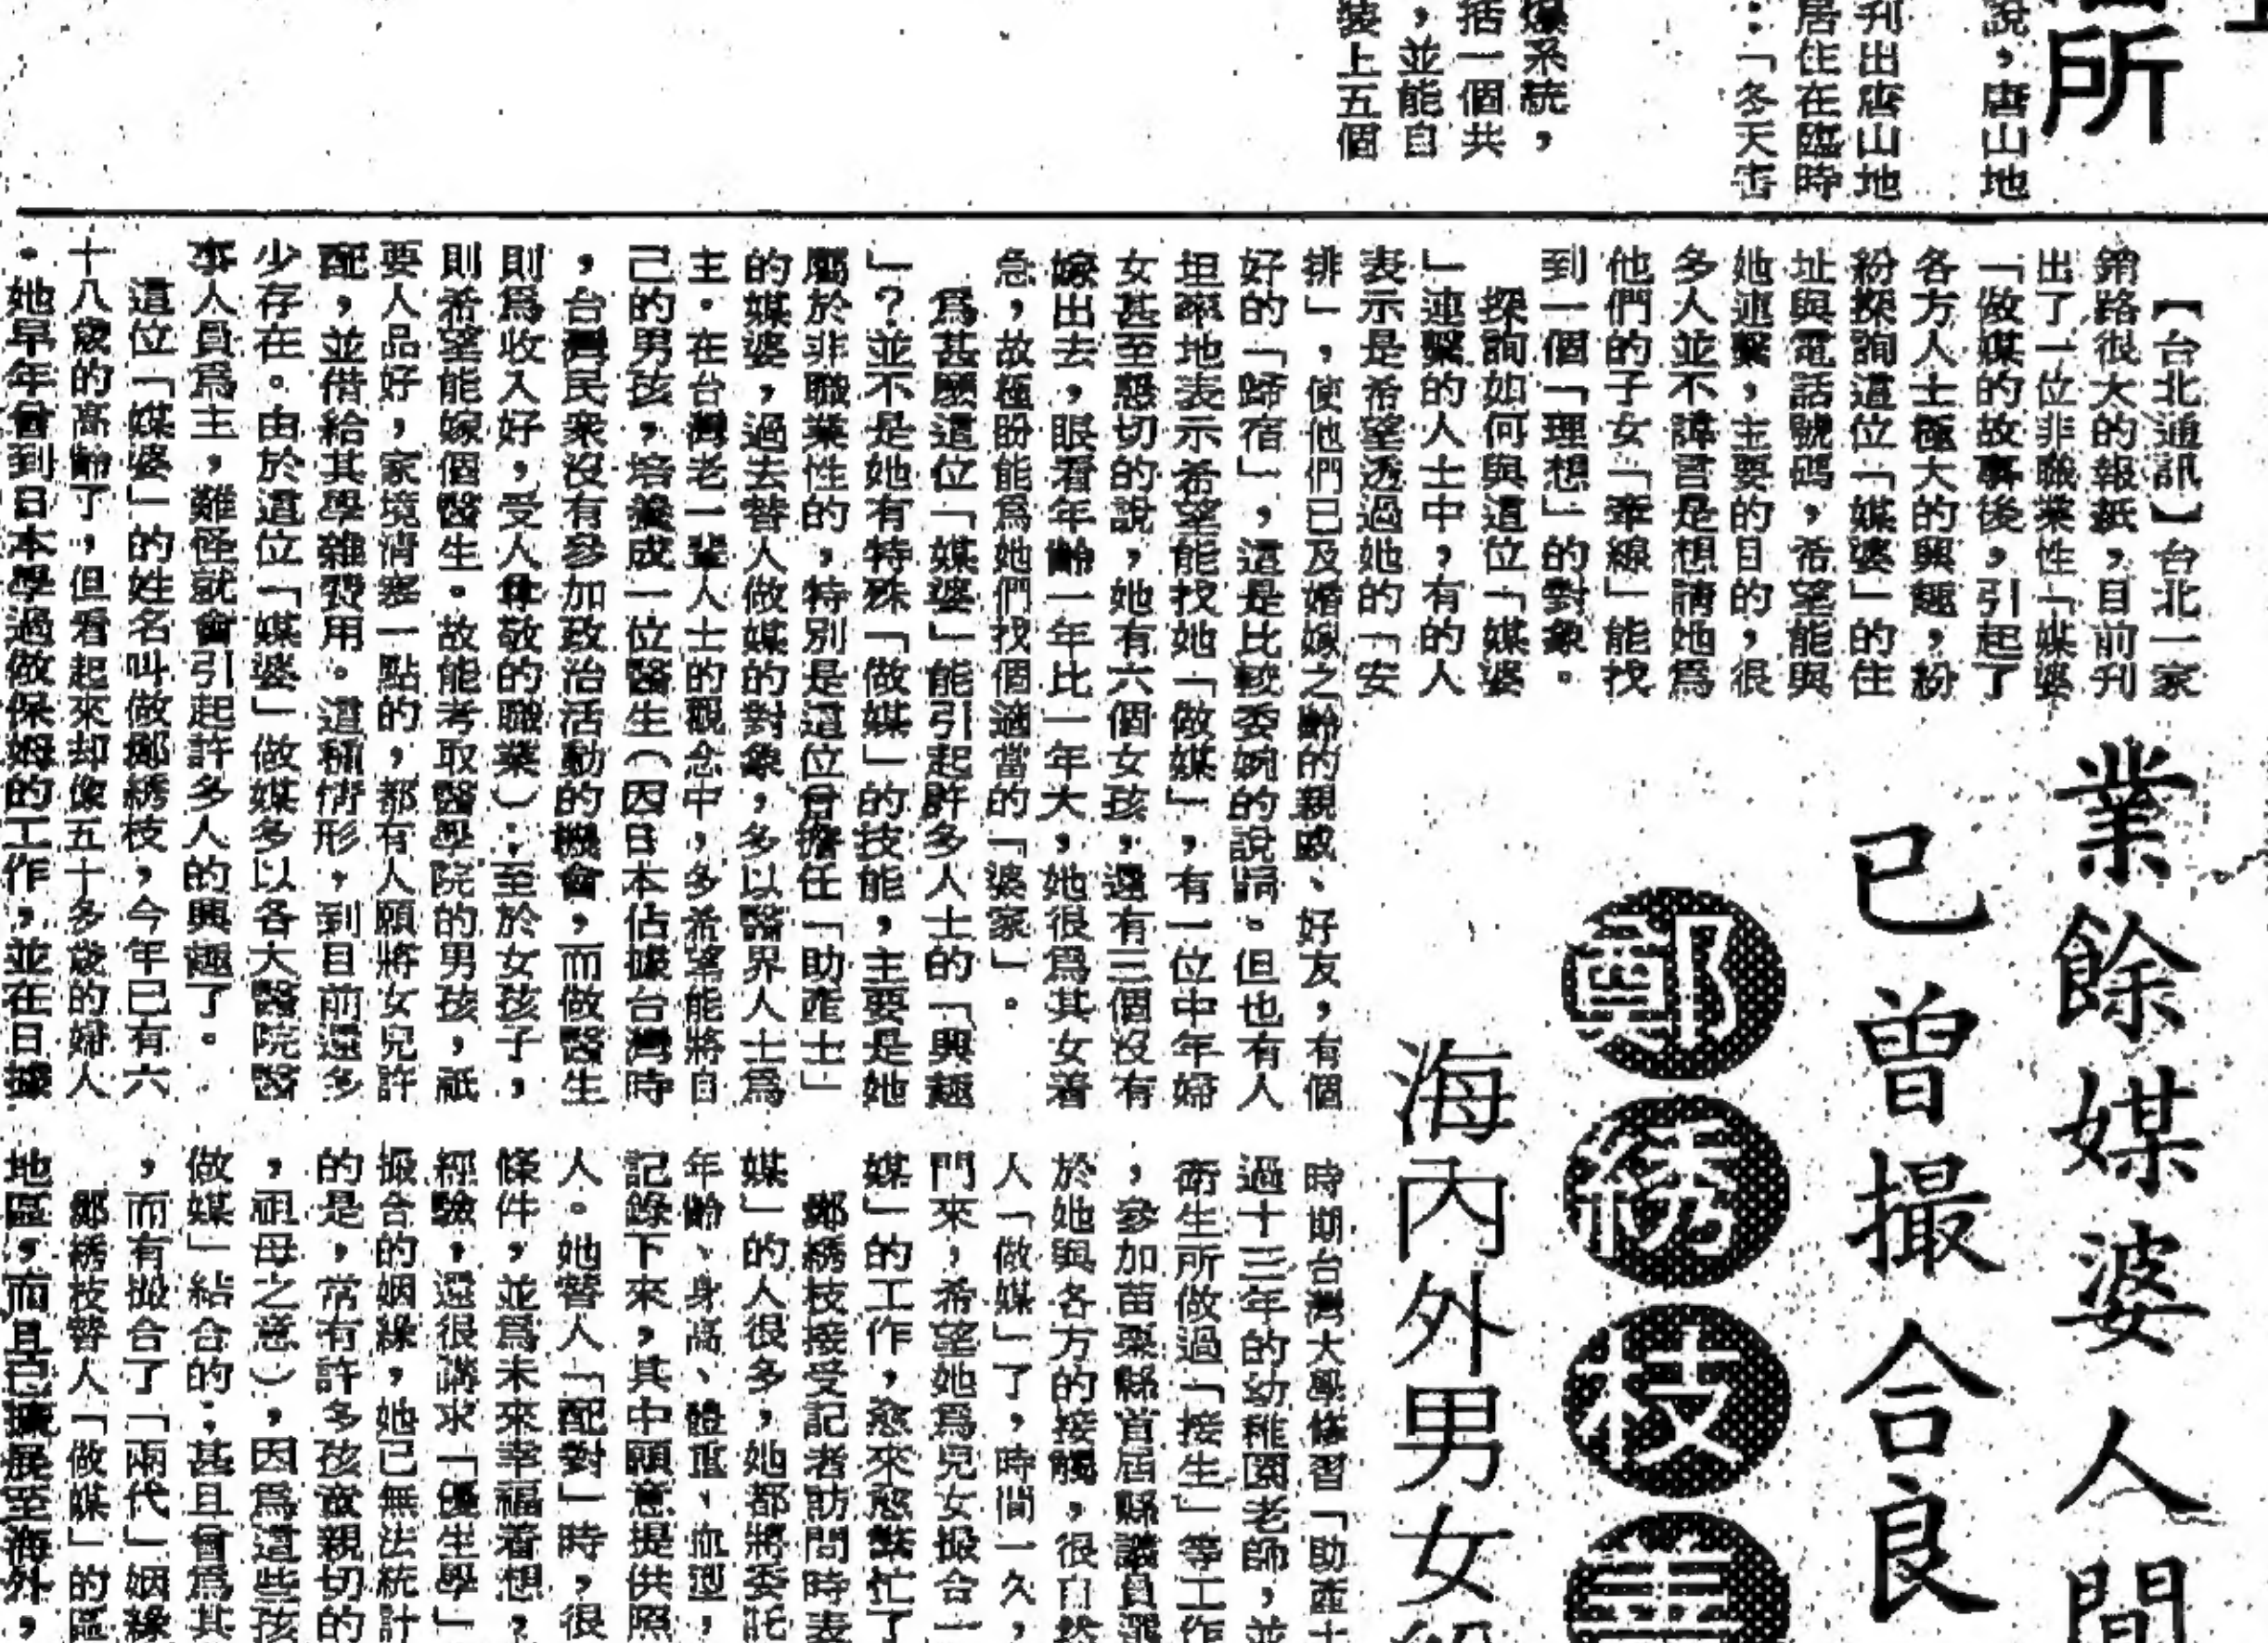 所
說，唐山地
刊出唐山地
居住在臨時
：「冬天害
爆系統，
括一個共
，並能自
裝上五個
業餘媒婆人間
已曾撮合良
鄭綉枝
海內外男女
【台北通訊】台北一家
銷路很大的報紙，目前刊
出了一位非職業性「媒婆
「做媒的故事後，引起了
各方人士極大的興趣，紛
紛探詢這位「媒婆」的住
址與電話號碼，希望能與
她連繫，主要的目的，很
多人並不諱言是想請她爲
他們的子女「牽線」能找
到一個「理想」的對象。
探詢如何與這位「媒婆
」連繫的人士中，有的人
表示是希望透過她的「安
排」，使他們已及婚嫁之齡的親戚、好友，有個
好的「歸宿」，這是比較委婉的說詞。但也有人
坦率地表示希望能找她「做媒」，有一位中年婦
女甚至懇切的說，她有六個女孩，還有三個沒有
嫁出去，眼看年齡一年比一年大，她很爲其女着
急，故極盼能爲她們找個適當的「婆家」。
爲甚麼這位「媒婆」能引起許多人士的「興趣
」？並不是她有特殊「做媒」的技能，主要是她
屬於非職業性的，特別是這位曾擔任「助產士」
的媒婆，過去替人做媒的對象，多以醫界人士爲
主．在台灣老一輩人士的觀念中，多希望能將自
己的男孩，培養成一位醫生（因日本佔據台灣時
，台灣民衆沒有參加政治活動的機會，而做醫生
則爲收入好，受人尊敬的職業）；至於女孩子，
則希望能嫁個醫生。故能考取醫學院的男孩，祇
要人品好，家境清寒一點的，都有人願將女兒許
配，並借給其學雜費用。這種情形，到目前還多
少存在。由於這位「媒婆」做媒多以各大醫院醫
事人員爲主，難怪就會引起許多人的興趣了。
這位「媒婆」的姓名叫做鄭綉枝，今年已有六
十八歲的高齡了，但看起來却像五十多歲的婦人
．她早年曾到日本學過做保姆的工作，並在日據
時期台灣大學修習「助產士
過十三年的幼稚園老師，並
衛生所做過「接生」等工作
，參加苗栗縣首屆縣議員選
於她與各方的接觸，很自然
人「做媒」了，時間一久，
門來，希望她爲兒女撮合一
媒」的工作，愈來愈繁忙了
鄭綉枝接受記者訪問時表
媒」的人很多，她都將委託
年齡、身高、體重、血型，
記錄下來，其中願意提供照
人。她替人「配對」時，很
條件，並爲未來幸福着想，
經驗，還很講求「優生學」
撮合的姻緣，她已無法統計
的是，常有許多孩童親切的
，祖母之意），因爲這些孩
做媒」結合的；甚且曾爲其
，而有撮合了「兩代」姻緣
鄭綉枝替人「做媒」的區
地區，而且已擴展至海外，